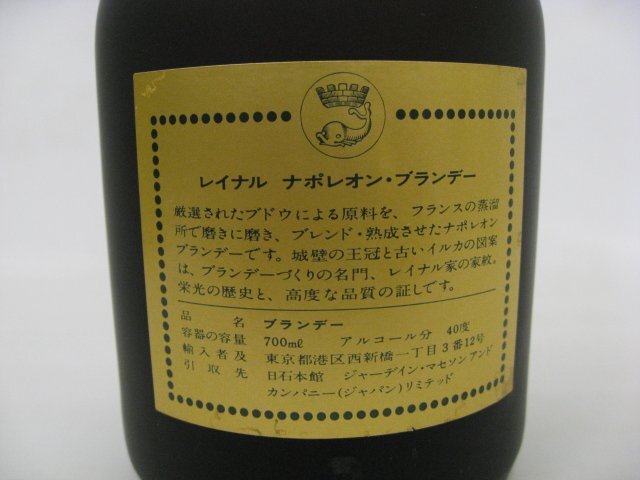 レイナル ナポレオン・ブランデー
厳選されたブドウによる原料を、フランスの蒸溜
所で磨きに磨き、ブレンド・熟成させたナポレオン
ブランデーです。城壁の王冠と古いイルカの図案
は、ブランデーづくりの名門、レイナル家の家紋。
栄光の歴史と、高度な品質の証しです。
品名 ブランデー
容器の容量 700mℓ アルコール分 40度
輸入者及 東京都港区西新橋一丁目3番12号
引取先 日石本館 ジャーデイン・マセソンアンド
カンパニー(ジャパン)リミテッド